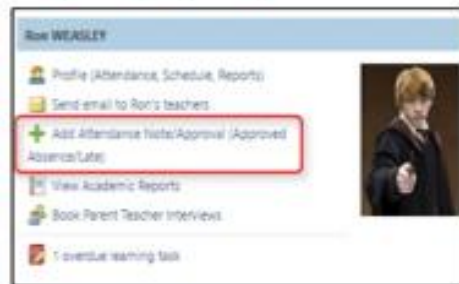 Ron WEASLEY
Profile (Attendance, Schedule, Reports)
Send email to Ron's teachers
Add Attendance Note/Approval (Approved
Absence/Late)
View Academic Reports
Book Parent Teacher Interviews
1 overdue learning task